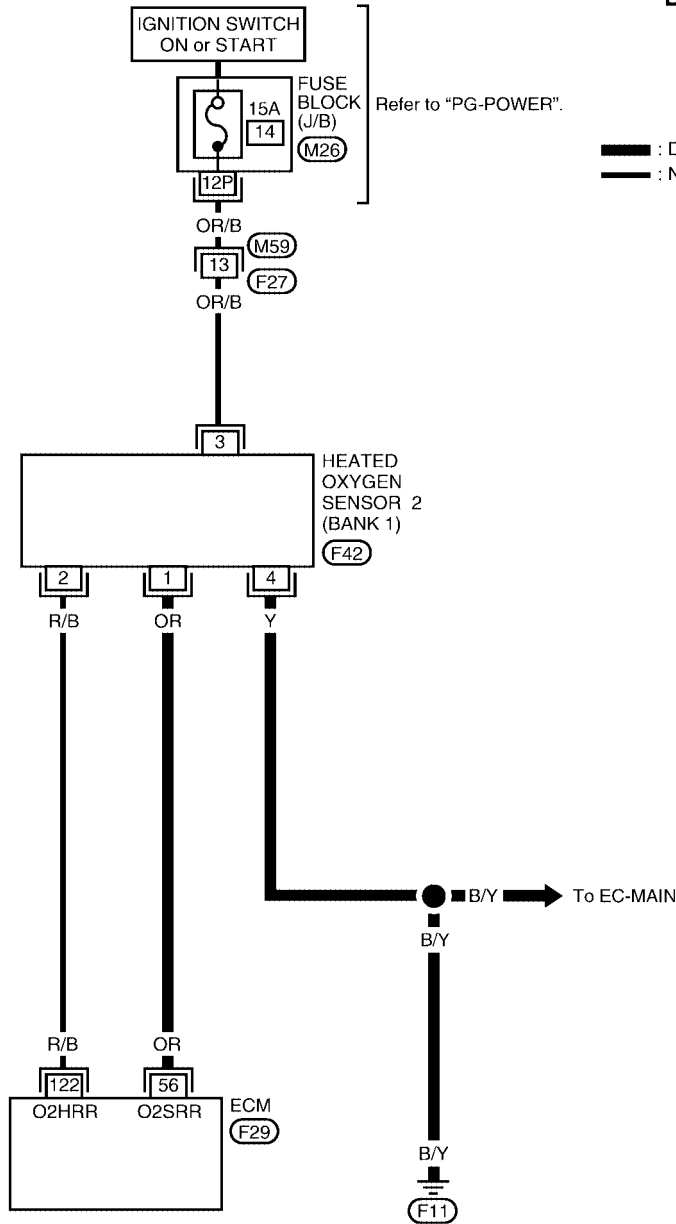 IGNITION SWITCH
ON or START
FUSE
BLOCK
(J/B)
15A
14
M26
Refer to “PG-POWER”.
12P
OR/B
M59
13
F27
OR/B
3
HEATED
OXYGEN
SENSOR 2
(BANK 1)
F42
2 1 4
R/B OR Y
B/Y To EC-MAIN
B/Y
R/B OR
122 56
O2HRR O2SRR
ECM
F29
B/Y
F11